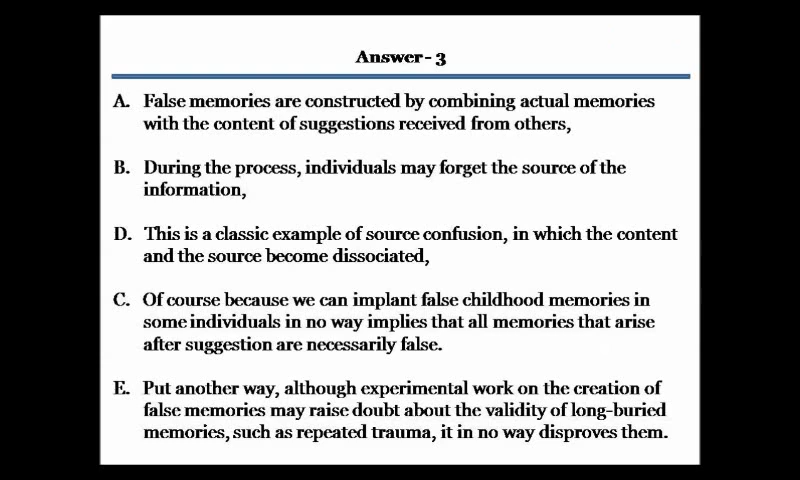 Answer - 3
A. False memories are constructed by combining actual memories
with the content of suggestions received from others,
B. During the process, individuals may forget the source of the
information,
D. This is a classic example of source confusion, in which the content
and the source become dissociated,
C. Of course because we can implant false childhood memories in
some individuals in no way implies that all memories that arise
after suggestion are necessarily false.
E. Put another way, although experimental work on the creation of
false memories may raise doubt about the validity of long-buried
memories, such as repeated trauma, it in no way disproves them.